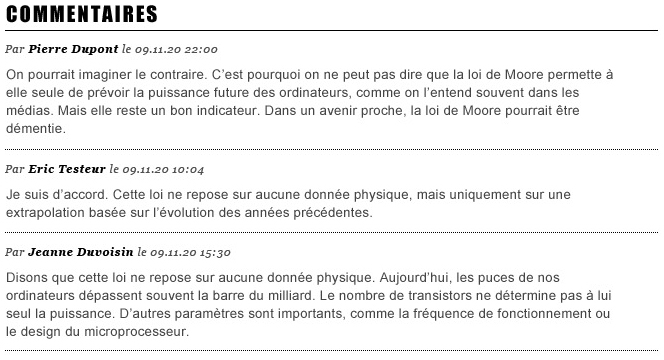 COMMENTAIRES
Par Pierre Dupont le 09.11.20 22:00
On pourrait imaginer le contraire. C’est pourquoi on ne peut pas dire que la loi de Moore permette à
elle seule de prévoir la puissance future des ordinateurs, comme on l’entend souvent dans les
médias. Mais elle reste un bon indicateur. Dans un avenir proche, la loi de Moore pourrait être
démentie.
Par Eric Testeur le 09.11.20 10:04
Je suis d’accord. Cette loi ne repose sur aucune donnée physique, mais uniquement sur une
extrapolation basée sur l’évolution des années précédentes.
Par Jeanne Duvoisin le 09.11.20 15:30
Disons que cette loi ne repose sur aucune donnée physique. Aujourd’hui, les puces de nos
ordinateurs dépassent souvent la barre du milliard. Le nombre de transistors ne détermine pas à lui
seul la puissance. D’autres paramètres sont importants, comme la fréquence de fonctionnement ou
le design du microprocesseur.